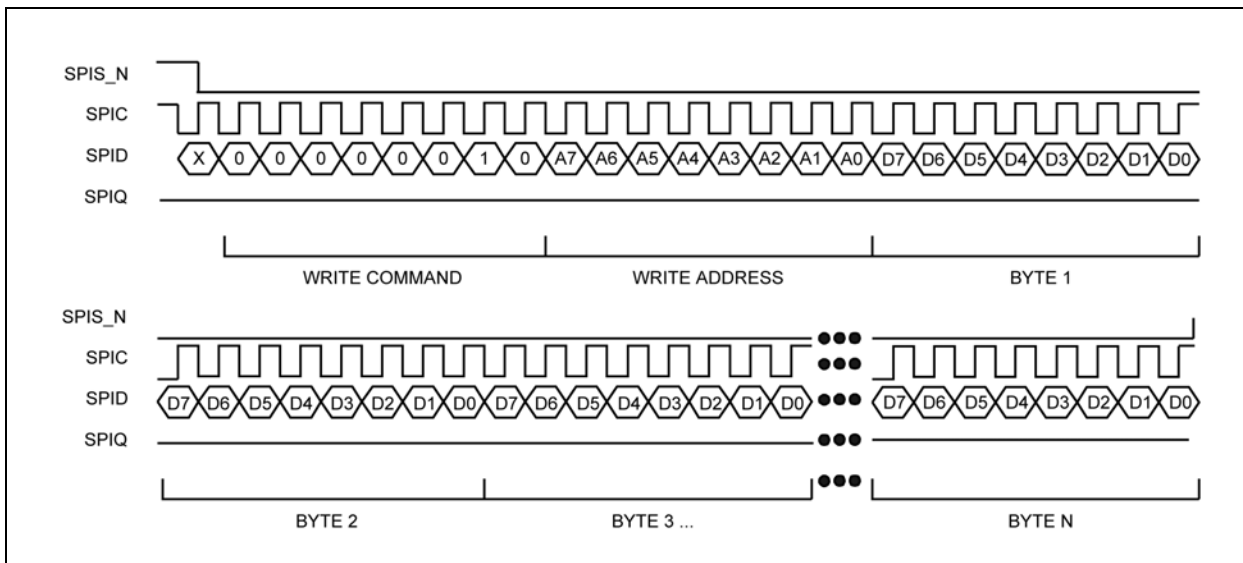 SPIS_N
SPIC
SPID X 0 0 0 0 0 0 1 0 A7 A6 A5 A4 A3 A2 A1 A0 D7 D6 D5 D4 D3 D2 D1 D0
SPIQ
WRITE COMMAND WRITE ADDRESS BYTE 1
SPIS_N
SPIC
SPID D7 D6 D5 D4 D3 D2 D1 D0 D7 D6 D5 D4 D3 D2 D1 D0 D7 D6 D5 D4 D3 D2 D1 D0
SPIQ
BYTE 2 BYTE 3 ... BYTE N